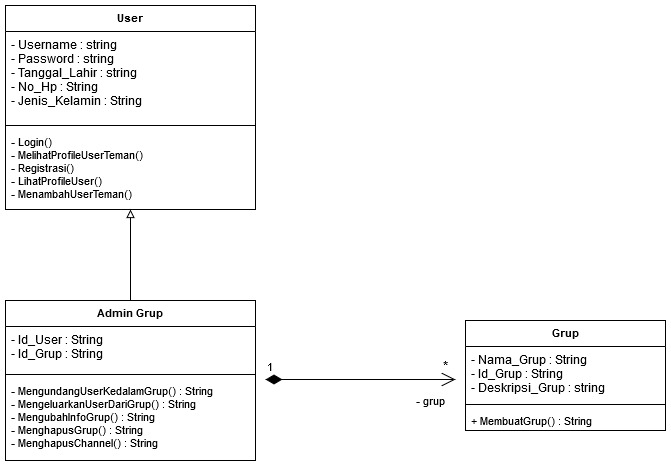 User
- Username : string
- Password : string
- Tanggal_Lahir : string
- No_Hp : String
- Jenis_Kelamin : String
- Login()
- MelihatProfileUserTeman()
- Registrasi()
- LihatProfileUser()
- MenambahUserTeman()
Admin Grup
- Id_User : String
- Id_Grup : String
- MengundangUserKedalamGrup() : String
- MengeluarkanUserDariGrup() : String
- MengubahInfoGrup() : String
- MenghapusGrup() : String
- MenghapusChannel() : String
1
*
- grup
Grup
- Nama_Grup : String
- Id_Grup : String
- Deskripsi_Grup : string
+ MembuatGrup() : String